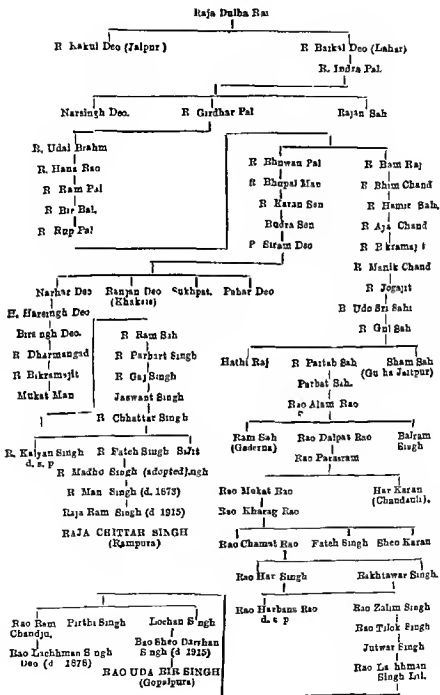 Raja Dulha Rai
R Kakul Deo (Jaipur) R Baikal Deo (Lahar)
R. Indra Pal.
Narsingh Deo. R Girdhar Pal Rajan Sah
R. Udai Brahm
R. Hans Rao
R Ram Pal
R Bir Bal.
R Rup Pal
R Bhuwan Pal
R Bhupal Man
R Karan Sen
Budra Sen
R Siram Deo
R Bam Raj
R Bhim Chand
R Hamir Sah.
R Aja Chand
R Bikramajit
R Manik Chand
R Jogajit
R Udo Sri Sahi
R Gul Sah
Narhar Deo Ranjan Deo Sukhpat. Pahar Deo
(Khaksis)
R. Harsingh Deo
Birsingh Deo.
R Dharmangad
R Bikramajit
Mukat Man
R Ram Sah
R Parbart Singh
R Gaj Singh
Jaswant Singh
R Chhattar Singh
R. Kalyan Singh R Fateh Singh
d. s. p
R Madho Singh (adopted)
R Man Singh (d. 1873)
Raja Ram Singh (d 1915)
RAJA CHITTAR SINGH
(Rampura)
Hathi Raj R Partab Sah Sham Sah
Parbat Sah.
Rao Alam Rao
Ram Sah Rao Dalpat Rao Balram
(Gaderna) Singh
Rao Parasram
Rao Mukat Rao Har Karan
(Chandauli).
Rao Kharag Rao
Rao Chamat Rao Fateh Singh Sheo Karan
Rao Har Singh Bakhtawar Singh.
Rao Harbans Rao
d. s p
Rao Zalim Singh
Rao Tilok Singh
Jutwar Singh
Rao Lachhman
Singh
Rao Ram Pirthi Singh Lochan Singh
Chandju.
Rao Lachhman Singh
Deo (d 1876)
Rao Sheo Darshan
Singh (d 1915)
RAO UDA BIR SINGH
(Gopalpura)